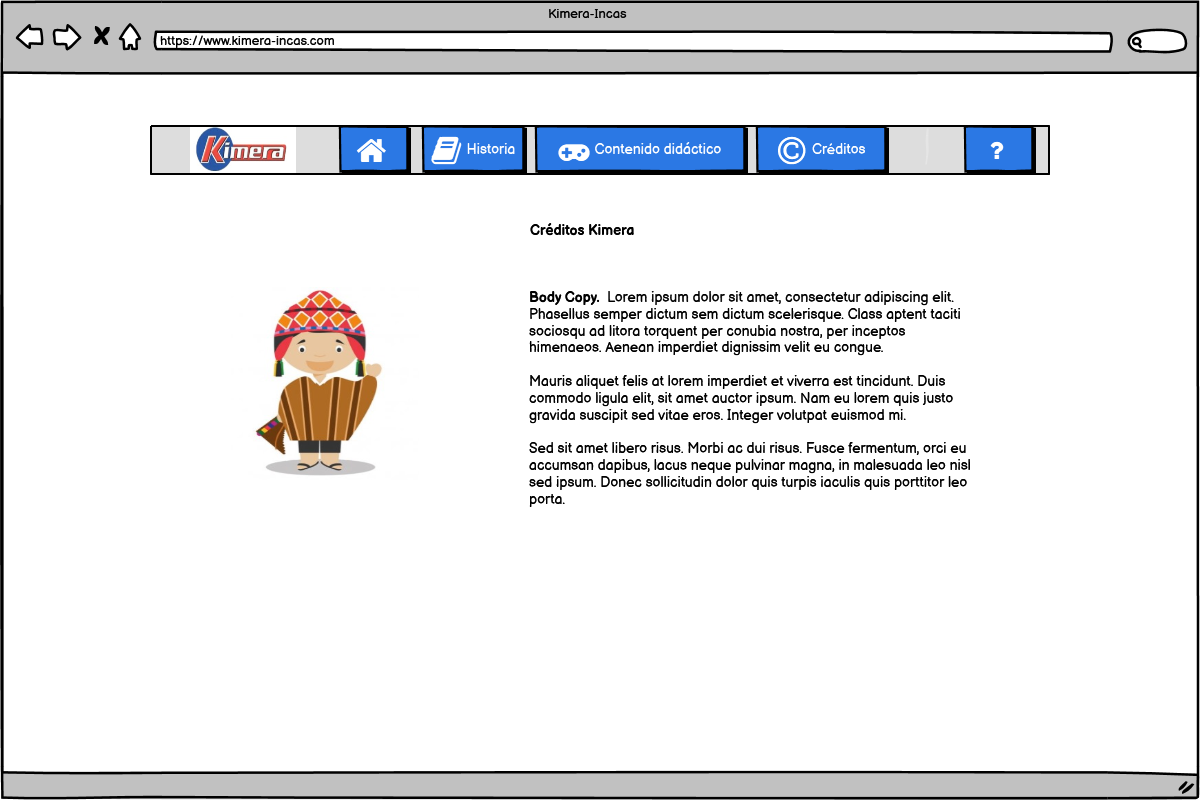 Kimera-Incas
https://www.kimera-incas.com
Kimera
Historia
Contenido didáctico
Créditos
?
Créditos Kimera
Body Copy. Lorem ipsum dolor sit amet, consectetur adipiscing elit.
Phasellus semper dictum sem dictum scelerisque. Class aptent taciti
sociosqu ad litora torquent per conubia nostra, per inceptos
himenaeos. Aenean imperdiet dignissim velit eu congue.
Mauris aliquet felis at lorem imperdiet et viverra est tincidunt. Duis
commodo ligula elit, sit amet auctor ipsum. Nam eu lorem quis justo
gravida suscipit sed vitae eros. Integer volutpat euismod mi.
Sed sit amet libero risus. Morbi ac dui risus. Fusce fermentum, orci eu
accumsan dapibus, lacus neque pulvinar magna, in malesuada leo nisl
sed ipsum. Donec sollicitudin dolor quis turpis iaculis quis porttitor leo
porta.